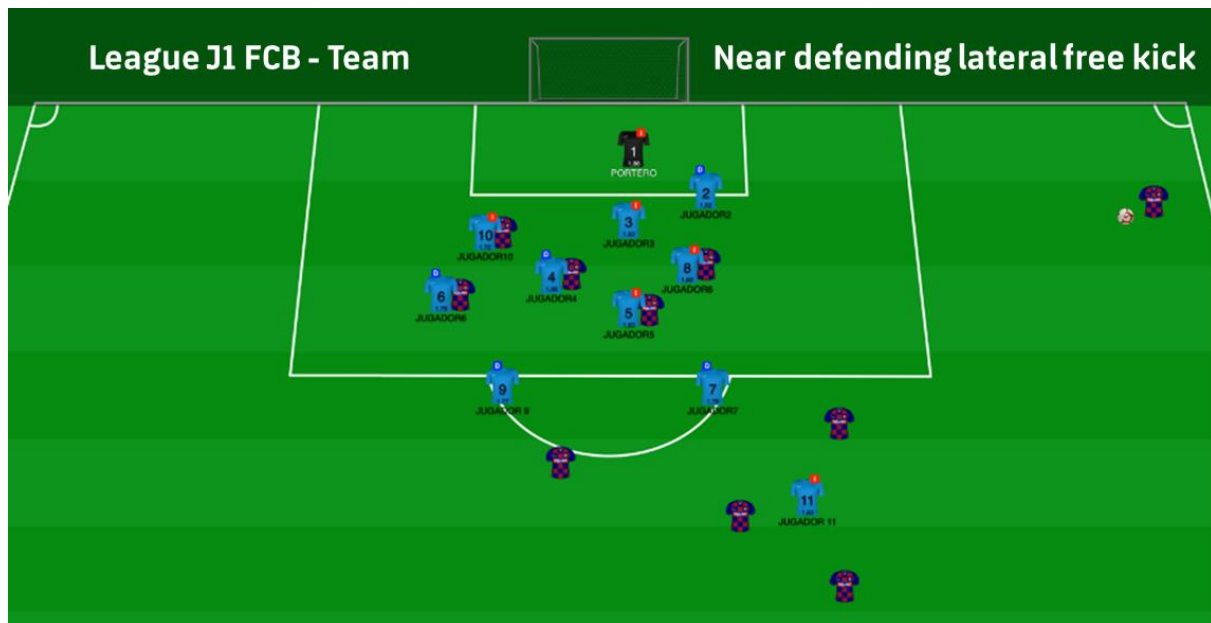 League J1 FCB - Team
Near defending lateral free kick
1
PORTERO
D
2
JUGADOR2
3
JUGADOR3
10
JUGADOR10
D
4
JUGADOR4
8
D
6
JUGADOR6
5
JUGADOR5
D
9
JUGADOR 9
D
7
JUGADOR7
11
JUGADOR 11